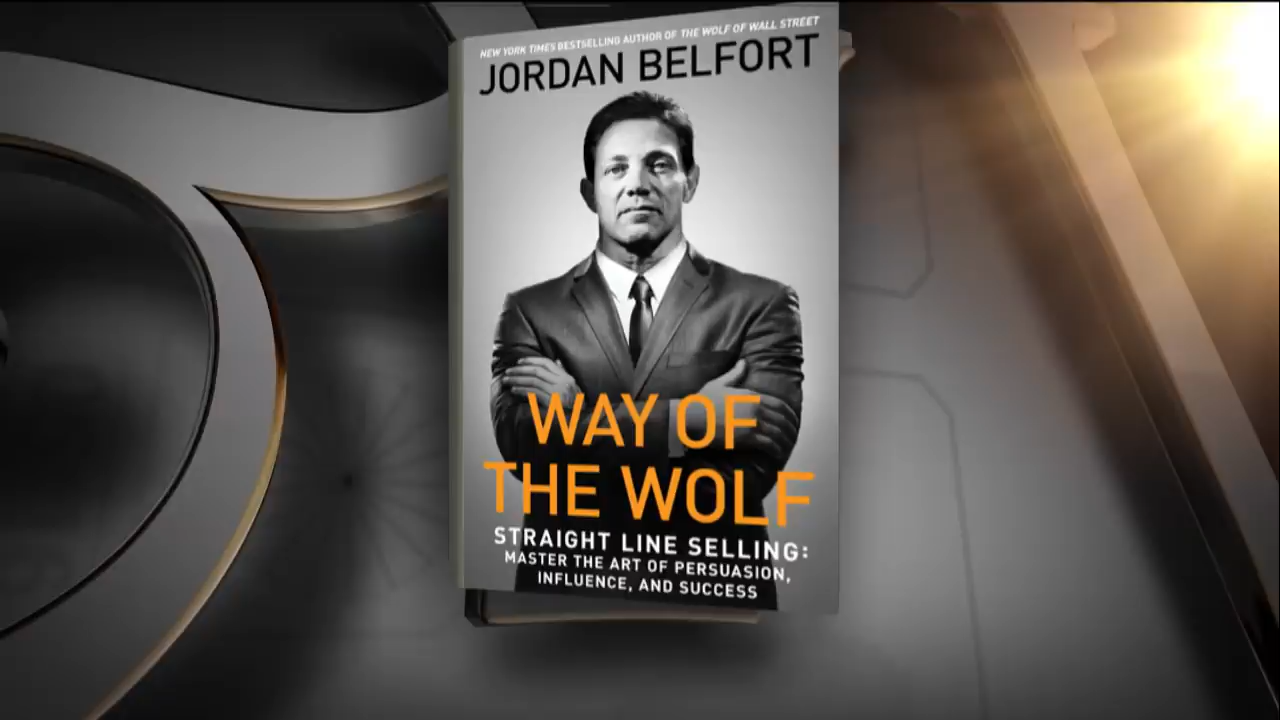 NEW YORK TIMES BESTSELLING AUTHOR OF THE WOLF OF WALL STREET
JORDAN BELFORT
WAY OF
THE WOLF
STRAIGHT LINE SELLING:
MASTER THE ART OF PERSUASION,
INFLUENCE, AND SUCCESS